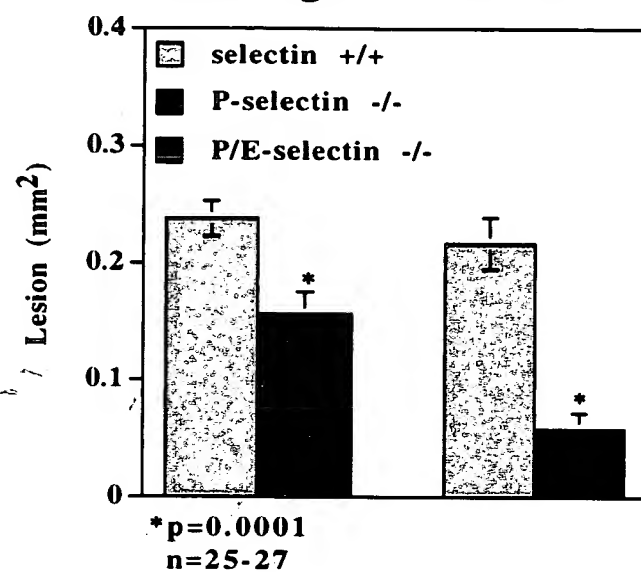 0.4
selectin +/+
P-selectin -/-
0.3
P/E-selectin -/-
Lesion (mm2)
0.2
*
0.1
*
0
*p=0.0001
n=25-27